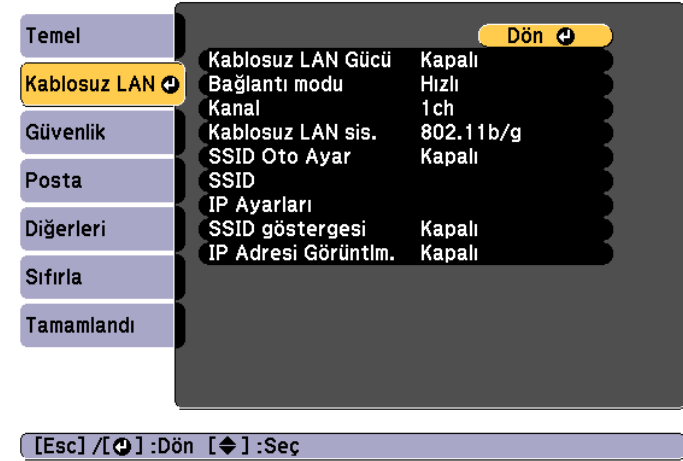 Temel
Kablosuz LAN
Güvenlik
Posta
Diğerleri
Sıfırla
Tamamlandı
Dön
Kablosuz LAN Gücü Kapalı
Bağlantı modu Hızlı
Kanal 1ch
Kablosuz LAN sis. 802.11b/g
SSID Oto Ayar Kapalı
SSID
IP Ayarları
SSID göstergesi Kapalı
IP Adresi Görüntlm. Kapalı
[Esc] /[ ] :Dön [ ] :Seç